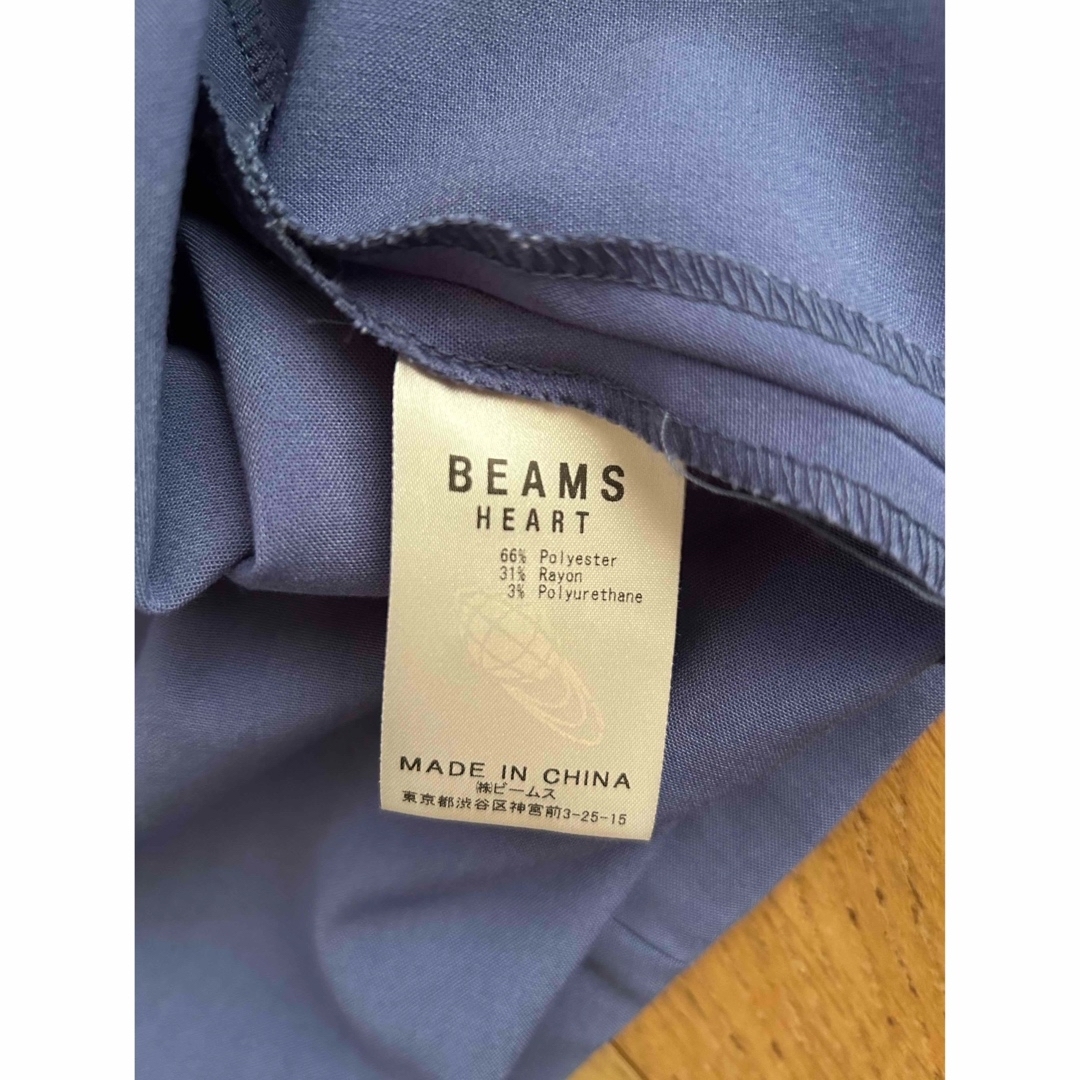 BEAMS
HEART
66% Polyester
31% Rayon
3% Polyurethane
MADE IN CHINA
㈱ビームス
東京都渋谷区神宮前3-25-15